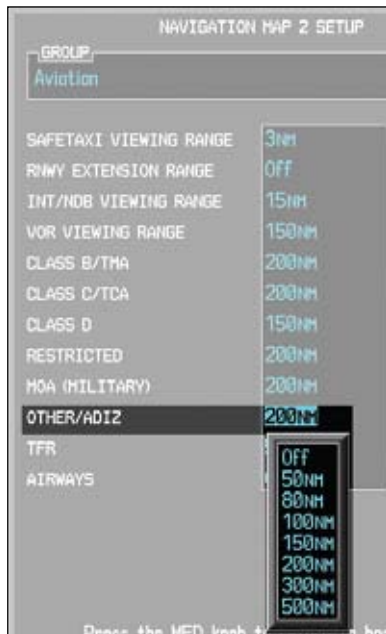 NAVIGATION MAP 2 SETUP
GROUP
Aviation
SAFETAXI VIEWING RANGE 3NM
RNWY EXTENSION RANGE Off
INT/NDB VIEWING RANGE 15NM
VOR VIEWING RANGE 150NM
CLASS B/TMA 200NM
CLASS C/TCA 200NM
CLASS D 150NM
RESTRICTED 200NM
MOA (MILITARY) 200NM
OTHER/ADIZ 200NM
TFR
AIRWAYS
Off
50NM
80NM
100NM
150NM
200NM
300NM
500NM
Press the MFD knob